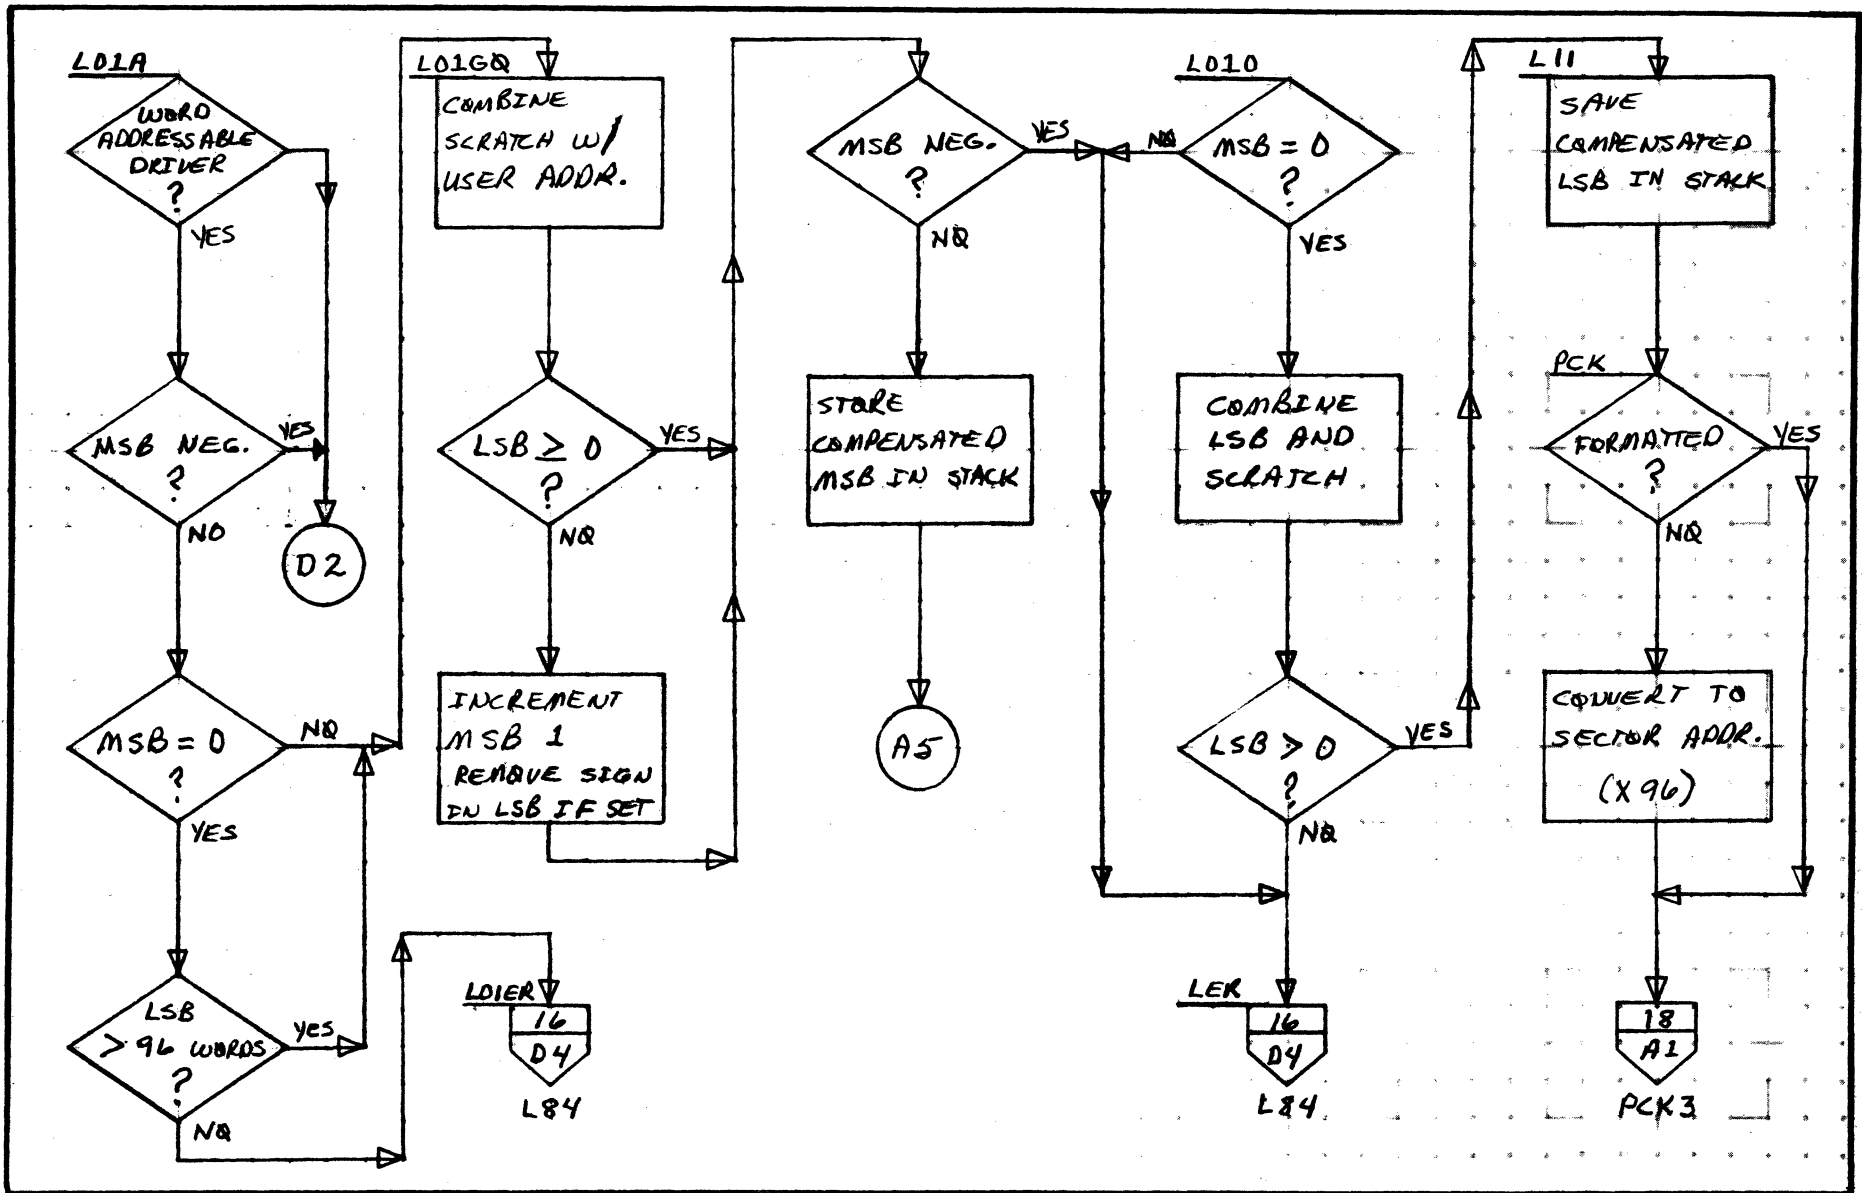 L01A
WORD
ADDRESSABLE
DRIVER
?
YES
MSB NEG.
?
YES
NO
D2
MSB = 0
?
NO
YES
LSB
> 96 WORDS
?
YES
NO
L01GO
COMBINE
SCRATCH W/
USER ADDR.
LSB ≥ 0
?
YES
NO
INCREMENT
MSB 1
REMOVE SIGN
IN LSB IF SET
L01ER
16
D4
L84
MSB NEG.
?
YES
NO
STORE
COMPENSATED
MSB IN STACK
A5
L010
MSB = 0
?
NO
YES
COMBINE
LSB AND
SCRATCH
LSB > 0
?
YES
NO
LER
16
D4
L84
L11
SAVE
COMPENSATED
LSB IN STACK
PCK
FORMATTED
?
YES
NO
CONVERT TO
SECTOR ADDR.
(X 96)
18
A1
PCK3